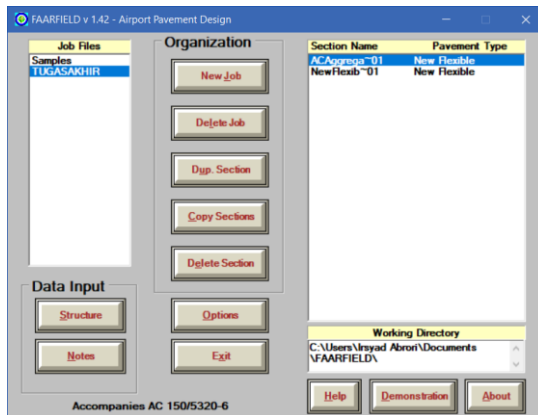 FAARFIELD v 1.42 - Airport Pavement Design
Job Files
Samples
TUGASAKHIR
Organization
New Job
Delete Job
Dup. Section
Copy Sections
Delete Section
Section Name Pavement Type
ACAggrega~01 New Flexible
NewFlexib~01 New Flexible
Data Input
Structure
Notes
Options
Exit
Working Directory
C:\Users\Irsyad Abrori\Documents
\FAARFIELD\
Help
Demonstration
About
Accompanies AC 150/5320-6